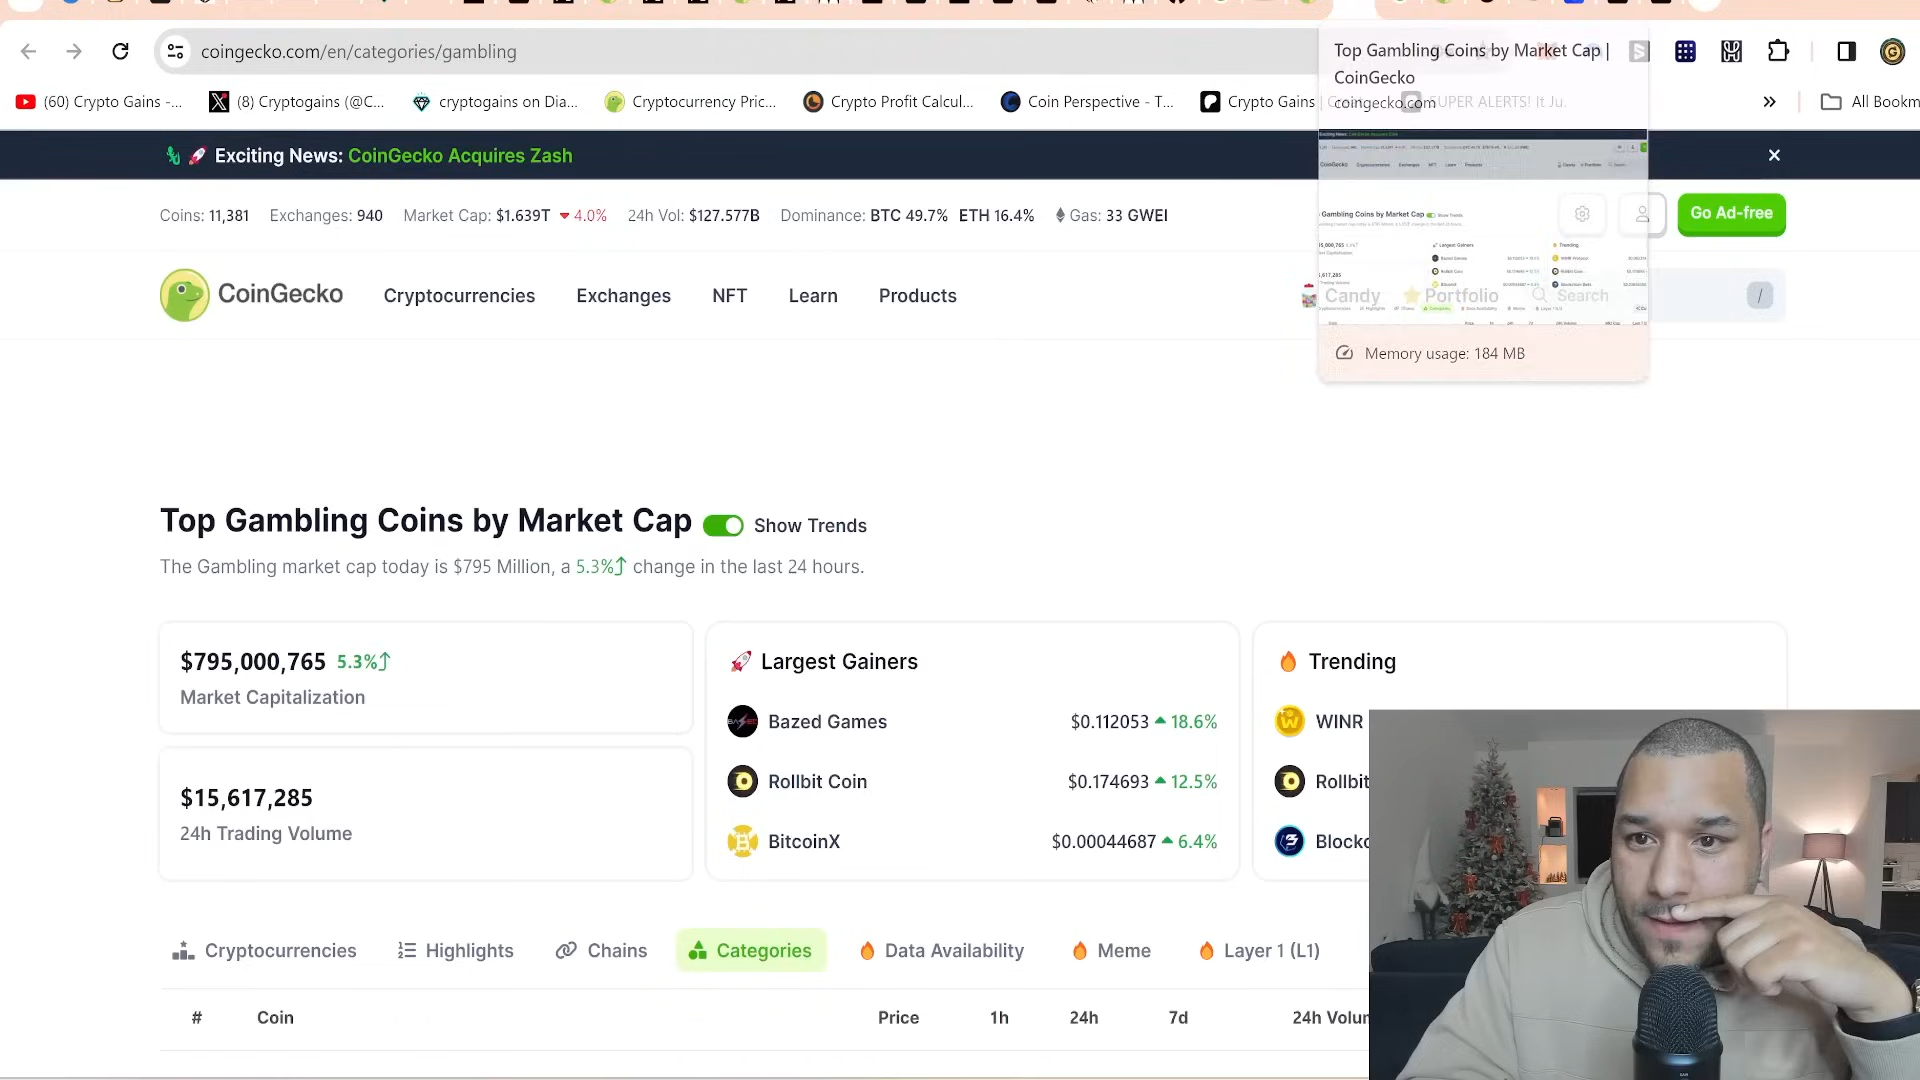 coingecko.com/en/categories/gambling
Top Gambling Coins by Market Cap |
CoinGecko
coingecko.com
(60) Crypto Gains -...
(8) Cryptogains (@C...
cryptogains on Dia...
Cryptocurrency Pric...
Crypto Profit Calcul...
Coin Perspective - T...
Crypto Gains |
SUPER ALERTS! It Ju.
All Bookm
Exciting News: CoinGecko Acquires Zash
Coins: 11,381
Exchanges: 940
Market Cap: $1.639T 4.0%
24h Vol: $127.577B
Dominance: BTC 49.7% ETH 16.4%
Gas: 33 GWEI
Go Ad-free
CoinGecko
Cryptocurrencies
Exchanges
NFT
Learn
Products
Candy
Portfolio
Search
/
Memory usage: 184 MB
Top Gambling Coins by Market Cap
Show Trends
The Gambling market cap today is $795 Million, a 5.3% change in the last 24 hours.
$795,000,765 5.3%
Market Capitalization
$15,617,285
24h Trading Volume
Largest Gainers
Bazed Games $0.112053 18.6%
Rollbit Coin $0.174693 12.5%
BitcoinX $0.00044687 6.4%
Trending
WINR
Rollbit
Blocko
Cryptocurrencies
Highlights
Chains
Categories
Data Availability
Meme
Layer 1 (L1)
# Coin Price 1h 24h 7d 24h Volu